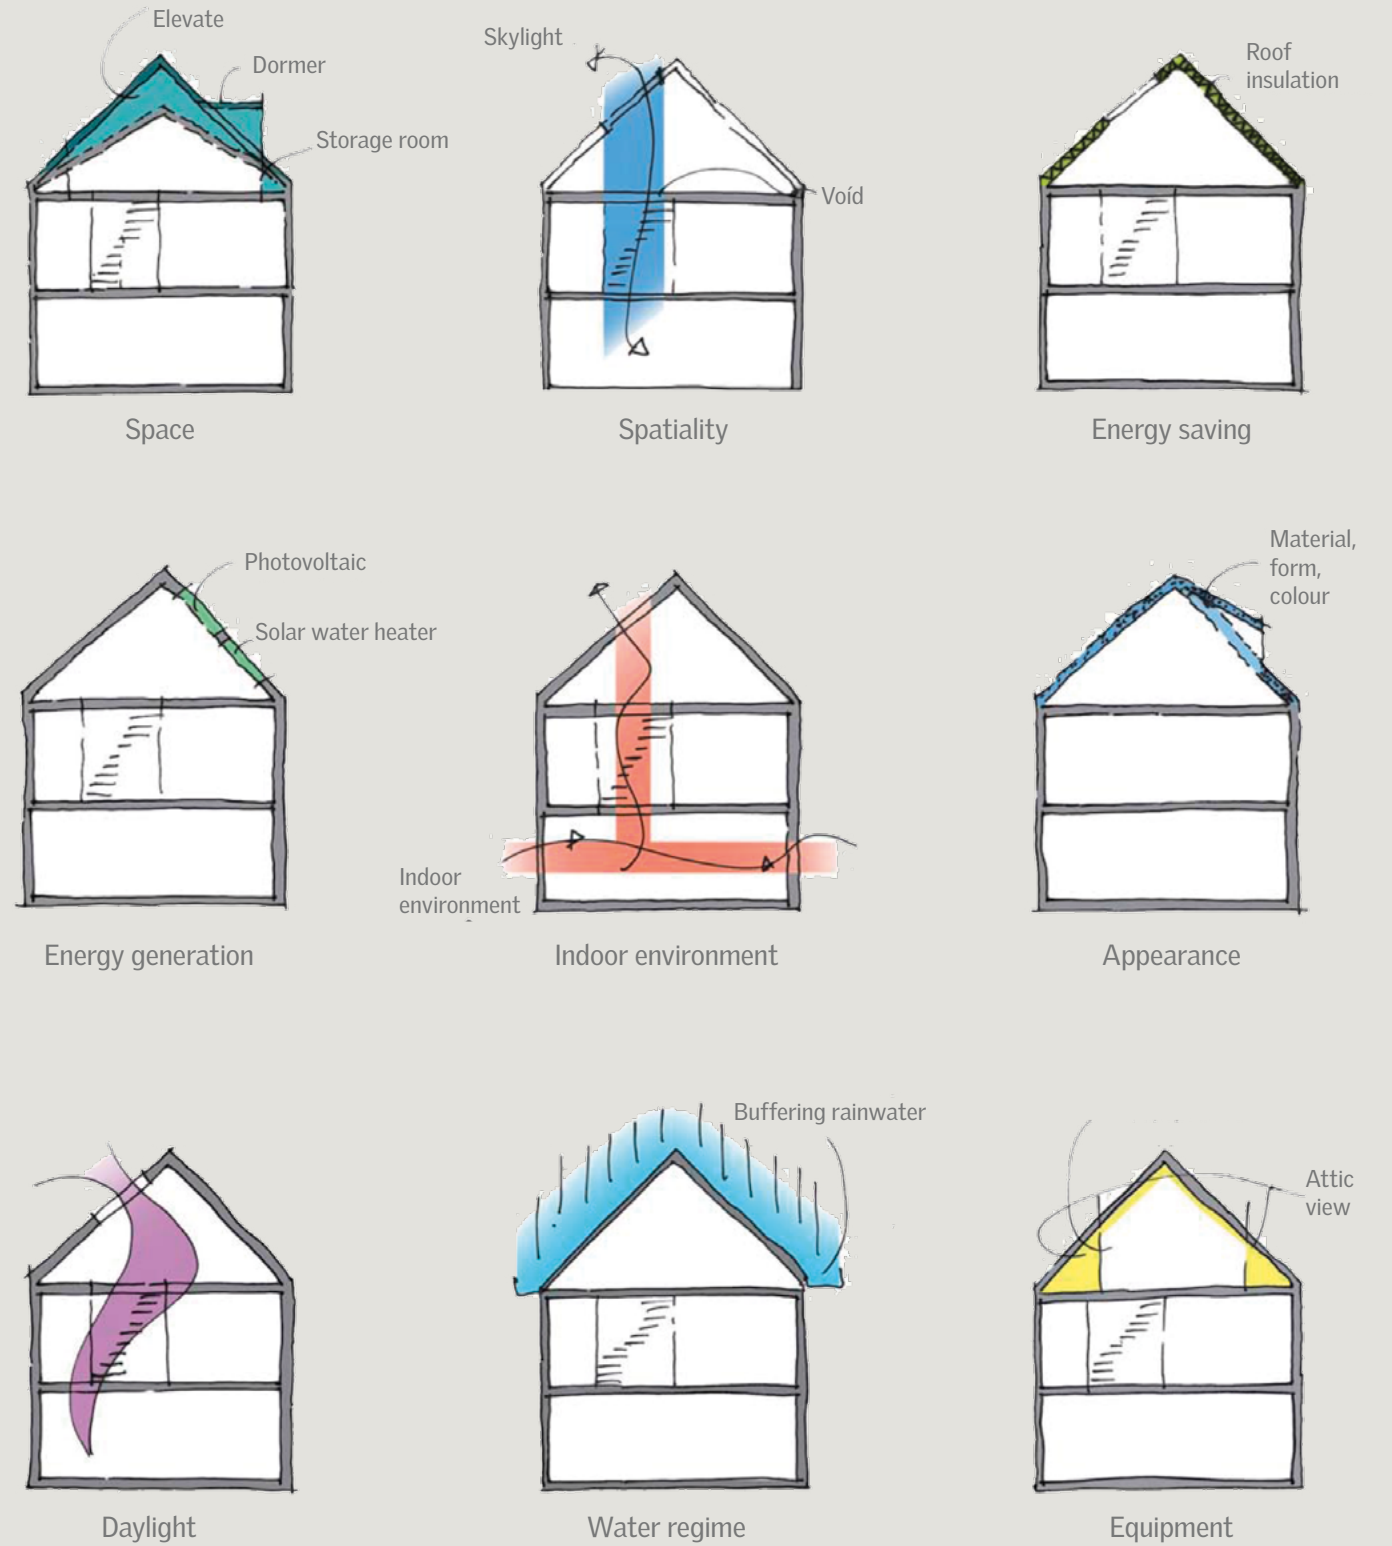 Elevate
Dormer
Storage room
Space
Skylight
Voíd
Spatiality
Roof
insulation
Energy saving
Photovoltaic
Solar water heater
Energy generation
Indoor
environment
Indoor environment
Material,
form,
colour
Appearance
Daylight
Buffering rainwater
Water regime
Attic
view
Equipment